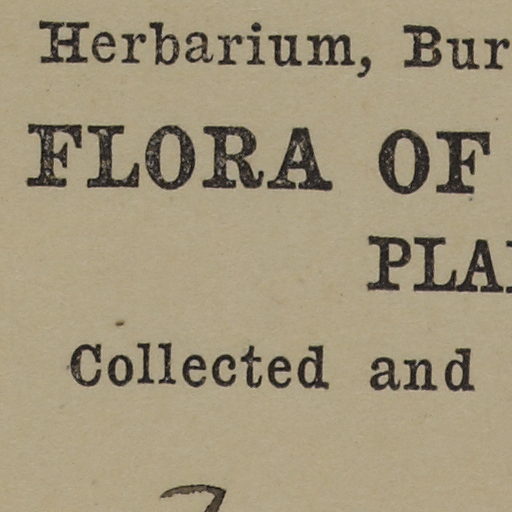 Herbarium, Bur
FLORA OF
PLA
Collected and